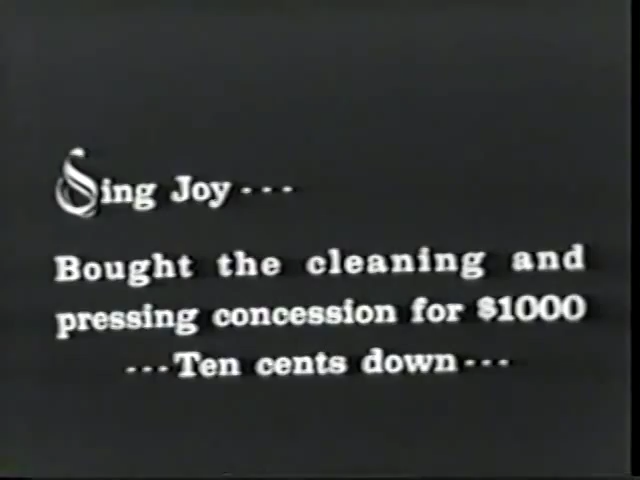 Sing Joy---
Bought the cleaning and
pressing concession for $1000
---Ten cents down---